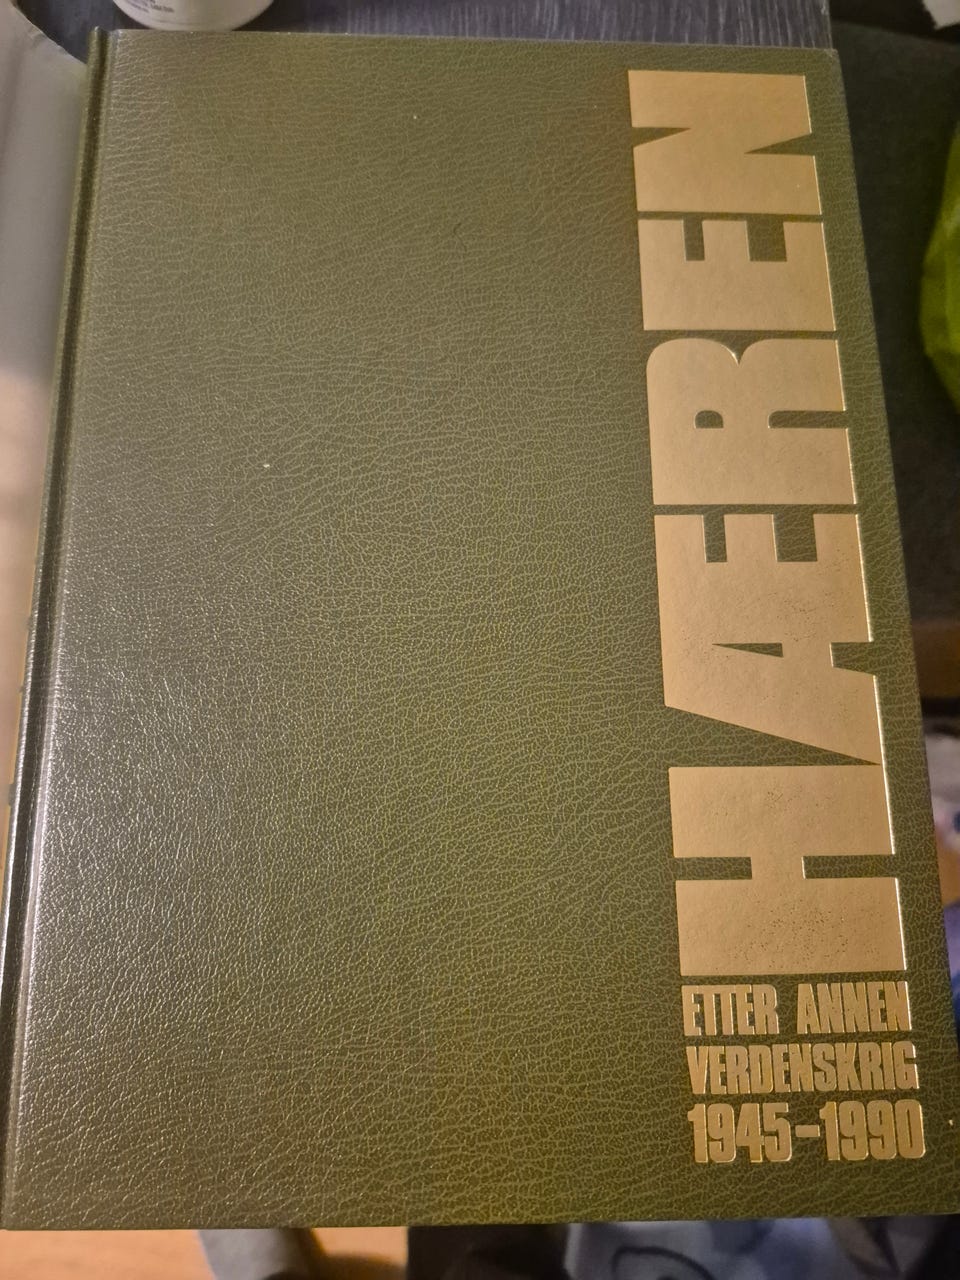 HÆREN
ETTER ANNEN
VERDENSKRIG
1945-1990